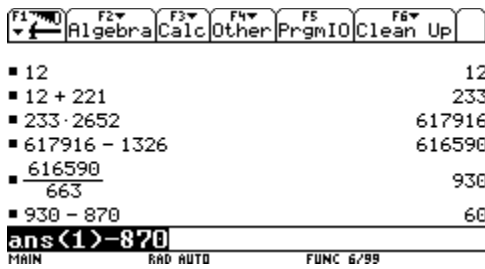 F1 F2 Algebra F3 Calc F4 Other F5 PrgmIO F6 Clean Up
▪ 12 12
▪ 12 + 221 233
▪ 233·2652 617916
▪ 617916 - 1326 616590
▪ 616590/663 930
▪ 930 - 870 60
ans(1)-870
MAIN RAD AUTO FUNC 6/99